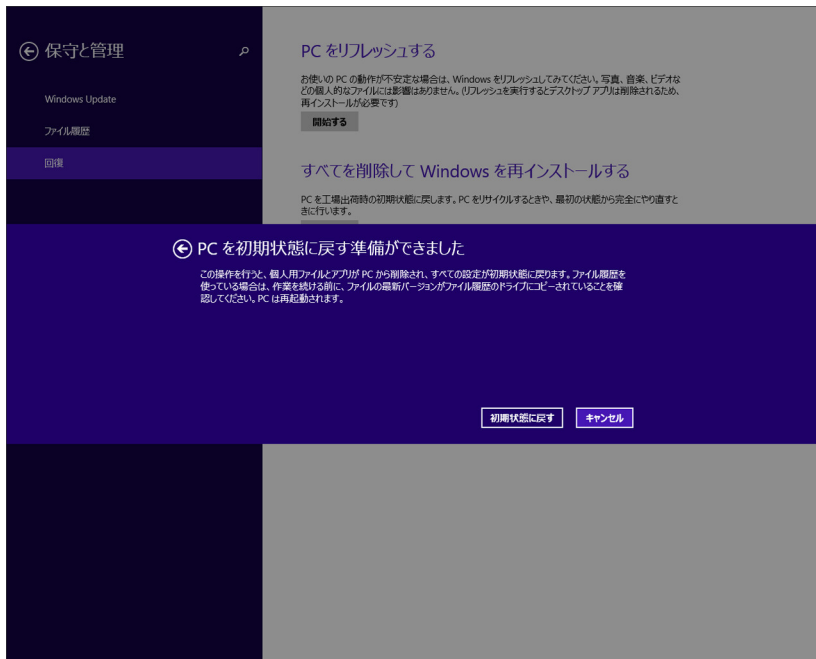 保守と管理
Windows Update
ファイル履歴
回復
PC をリフレッシュする
お使いの PC の動作が不安定な場合は、Windows をリフレッシュしてみてください。写真、音楽、ビデオな
どの個人的なファイルには影響はありません。(リフレッシュを実行するとデスクトップ アプリは削除されるため、
再インストールが必要です)
開始する
すべてを削除して Windows を再インストールする
PC を工場出荷時の初期状態に戻します。PC をリサイクルするときや、最初の状態から完全にやり直すと
きに行います。
PC を初期状態に戻す準備ができました
この操作を行うと、個人用ファイルとアプリが PC から削除され、すべての設定が初期状態に戻ります。ファイル履歴を
使っている場合は、作業を続ける前に、ファイルの最新バージョンがファイル履歴のドライブにコピーされていることを確
認してください。PC は再起動されます。
初期状態に戻す
キャンセル